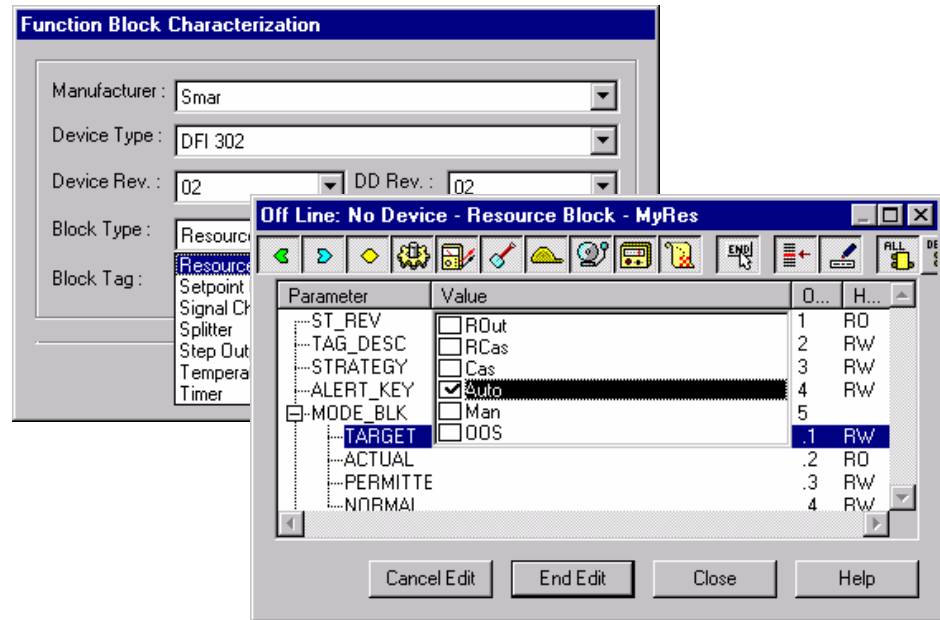 Function Block Characterization
Manufacturer : Smar
Device Type : DFI 302
Device Rev. : 02 DD Rev. : 02
Block Type : Resourc
Block Tag :
Resource
Setpoint
Signal Ch
Splitter
Step Out
Tempera
Timer
Off Line: No Device - Resource Block - MyRes
END ALL DE
Parameter Value O... H...
ST_REV 1 RO
TAG_DESC 2 RW
STRATEGY 3 RW
ALERT_KEY 4 RW
MODE_BLK 5
TARGET .1 RW
ACTUAL .2 RO
PERMITTE .3 RW
NORMAL 4 RW
ROut
RCas
Cas
Auto
Man
OOS
Cancel Edit End Edit Close Help